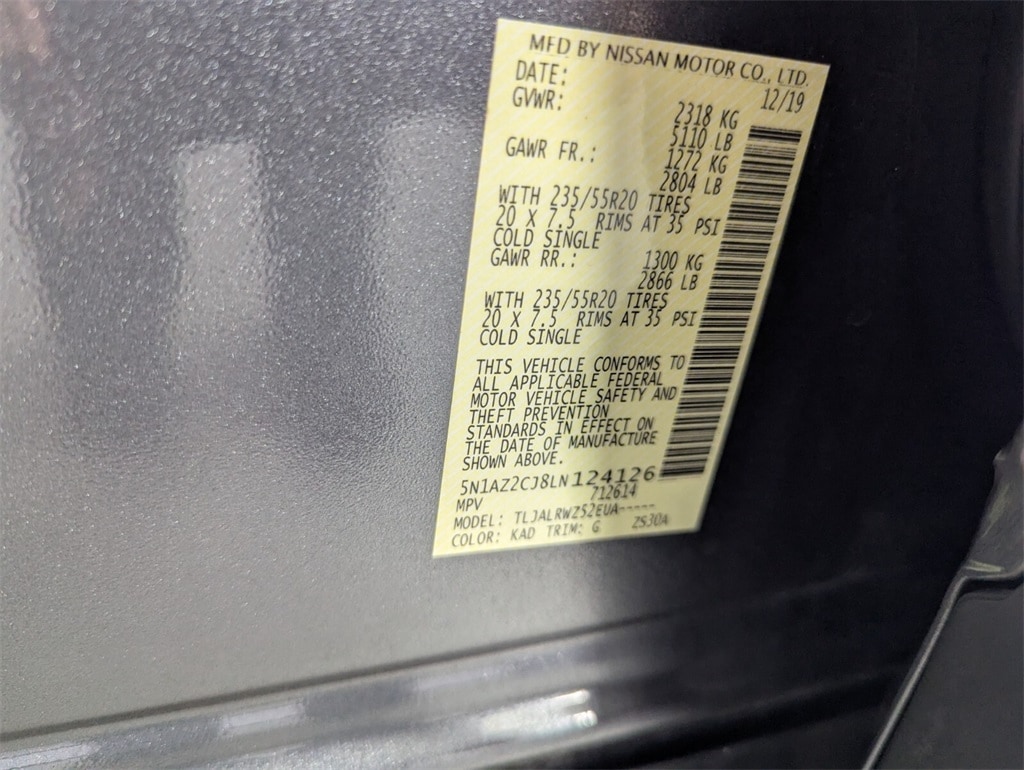 MFD BY NISSAN MOTOR CO., LTD.
DATE: 12/19
GVWR: 2318 KG
5110 LB
GAWR FR.: 1272 KG
2804 LB
WITH 235/55R20 TIRES
20 X 7.5 RIMS AT 35 PSI
COLD SINGLE
GAWR RR.: 1300 KG
2866 LB
WITH 235/55R20 TIRES
20 X 7.5 RIMS AT 35 PSI
COLD SINGLE
THIS VEHICLE CONFORMS TO
ALL APPLICABLE FEDERAL
MOTOR VEHICLE SAFETY AND
THEFT PREVENTION
STANDARDS IN EFFECT ON
THE DATE OF MANUFACTURE
SHOWN ABOVE.
5N1AZ2CJ8LN124126
MPV 712614
MODEL: TLJALRWZ52EUA-----
COLOR: KAD TRIM: G ZS30A